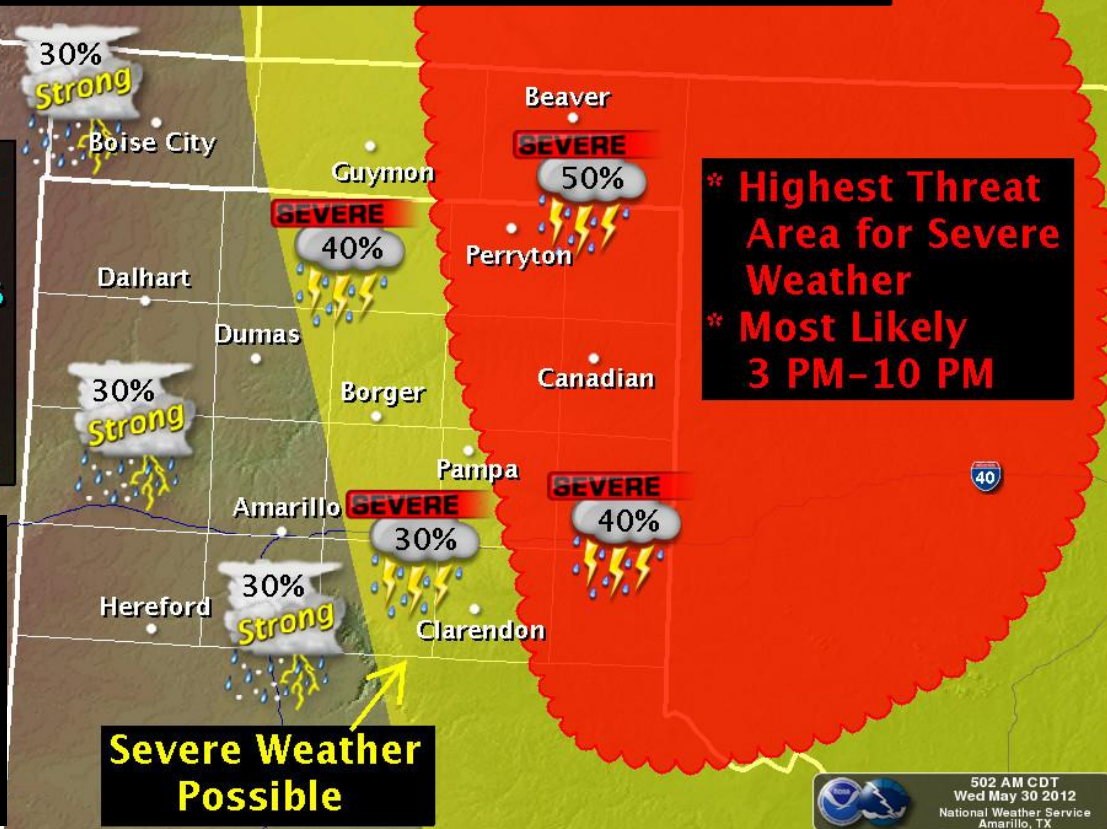 30%
Strong
Boise City
Beaver
SEVERE
50%
Guymon
SEVERE
40%
Perryton
* Highest Threat
Area for Severe
Weather
* Most Likely
3 PM-10 PM
Dalhart
Dumas
Canadian
30%
Strong
Borger
Pampa
40
Amarillo
SEVERE
30%
SEVERE
40%
30%
Strong
Hereford
Clarendon
Severe Weather
Possible
502 AM CDT
Wed May 30 2012
National Weather Service
Amarillo, TX